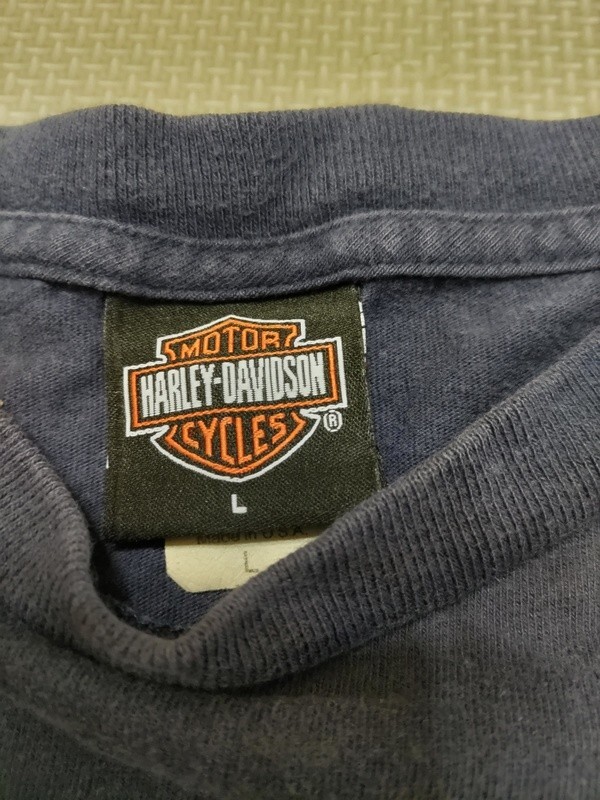 MOTOR
HARLEY-DAVIDSON
CYCLES
®
L
Made in U.S.A.
L